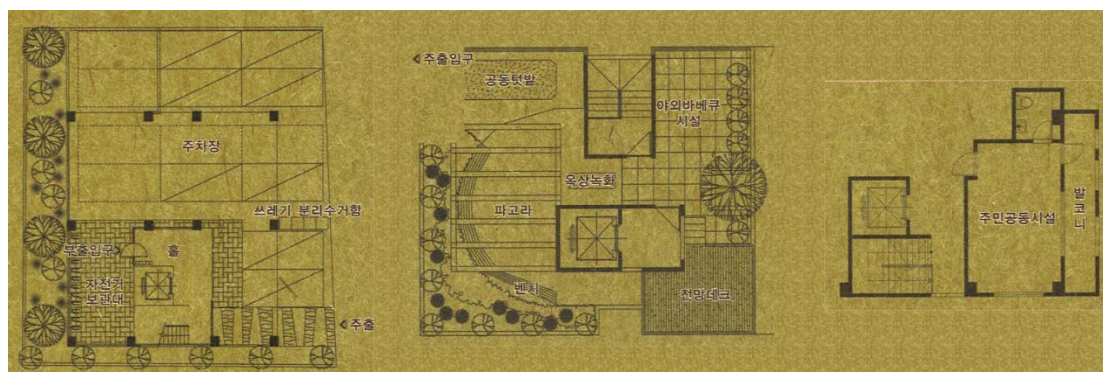 주차장
쓰레기 분리수거함
부출입구
홀
자전거
보관대
주출
주출입구
공동텃밭
야외바베큐
시설
옥상녹화
파고라
벤치
전망데크
주민공동시설
발코니